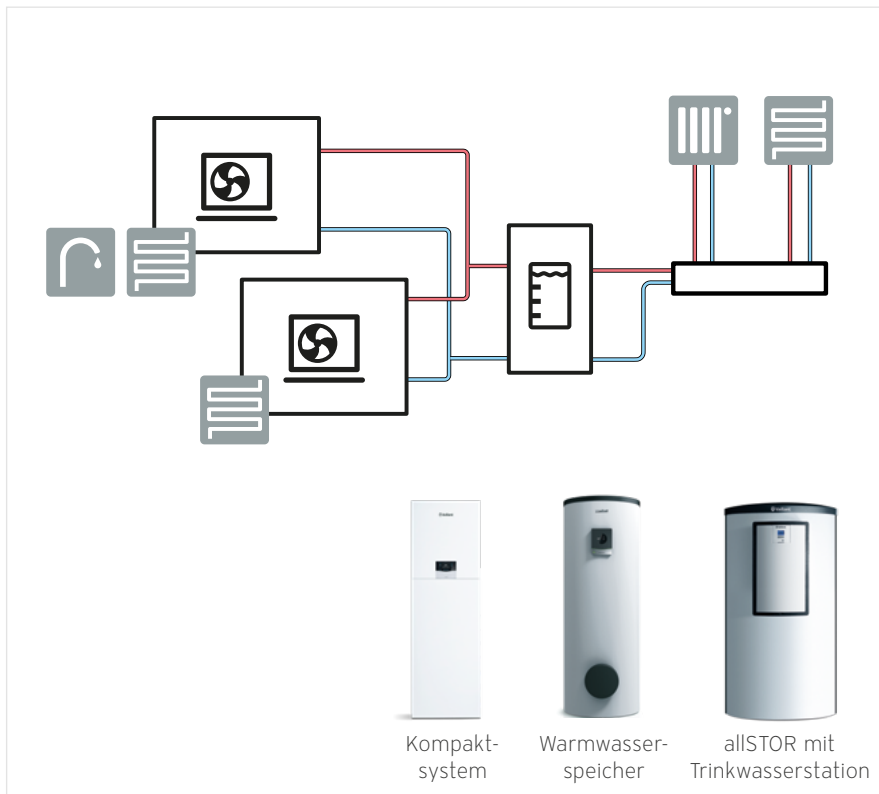 Kompakt-
system
Warmwasser-
speicher
allSTOR mit
Trinkwasserstation